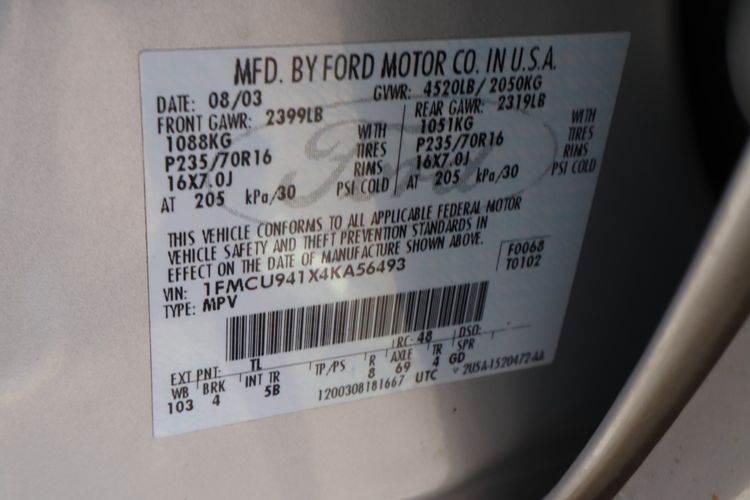 MFD. BY FORD MOTOR CO. IN U.S.A.
DATE: 08/03 GVWR: 4520LB/ 2050KG
FRONT GAWR: 2399LB REAR GAWR: 2319LB
1088KG WITH 1051KG WITH
P235/70R16 TIRES P235/70R16 TIRES
16X7.0J RIMS 16X7.0J RIMS
AT 205 kPa/30 PSI COLD AT 205 kPa/30 PSI COLD
Ford
THIS VEHICLE CONFORMS TO ALL APPLICABLE FEDERAL MOTOR
VEHICLE SAFETY AND THEFT PREVENTION STANDARDS IN
EFFECT ON THE DATE OF MANUFACTURE SHOWN ABOVE.
F0068
T0102
VIN: 1FMCU941X4KA56493
TYPE: MPV
EXT PNT: TL RC: 48 DSO:
WB BRK INT TR TP/PS R AXLE TR SPR
103 4 5B 8 69 4 GD
1200308181667 UTC 2U5A-1520472-AA